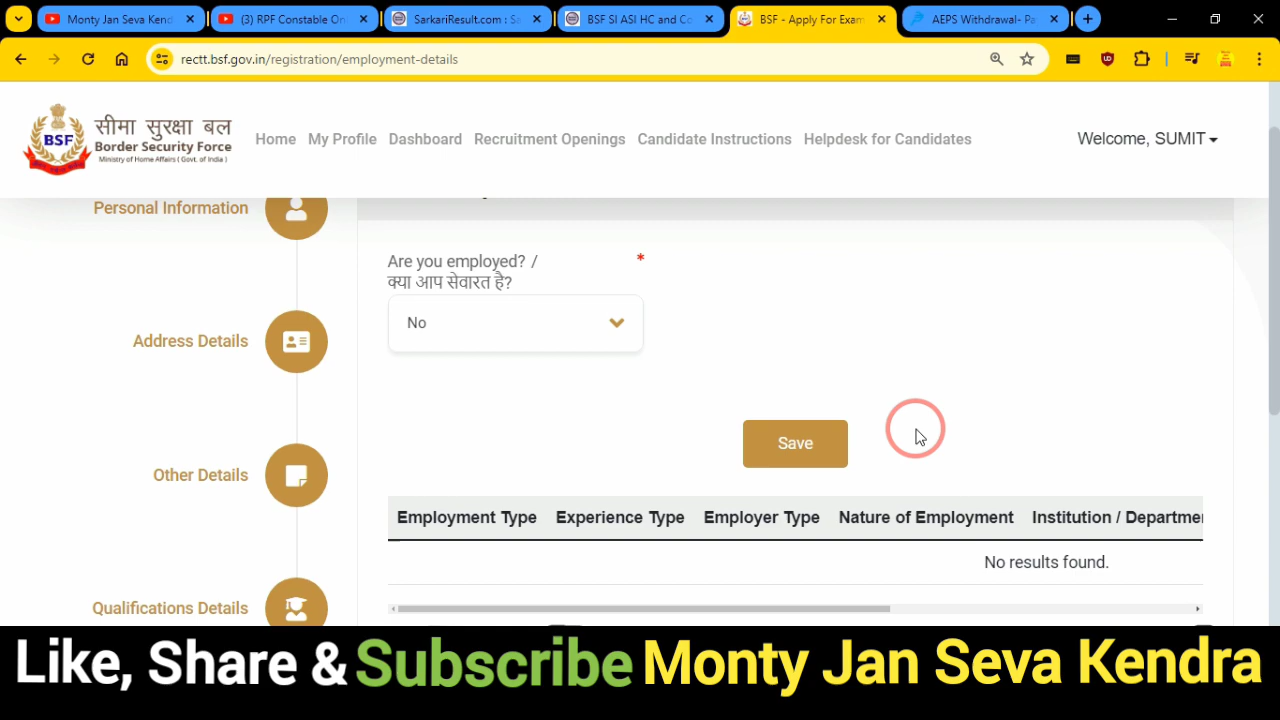 Monty Jan Seva Kend
(3) RPF Constable On
SarkariResult.com : Sa
BSF SI ASI HC and Co
BSF - Apply For Exam
AEPS Withdrawal- Pa
rectt.bsf.gov.in/registration/employment-details
BSF
सीमा सुरक्षा बल
Border Security Force
Ministry of Home Affairs ( Govt. of India )
Home My Profile Dashboard Recruitment Openings Candidate Instructions Helpdesk for Candidates
Welcome, SUMIT
Personal Information
Are you employed? / *
क्या आप सेवारत है?
No
Address Details
Save
Other Details
Employment Type Experience Type Employer Type Nature of Employment Institution / Departmen
No results found.
Qualifications Details
Like, Share & Subscribe Monty Jan Seva Kendra